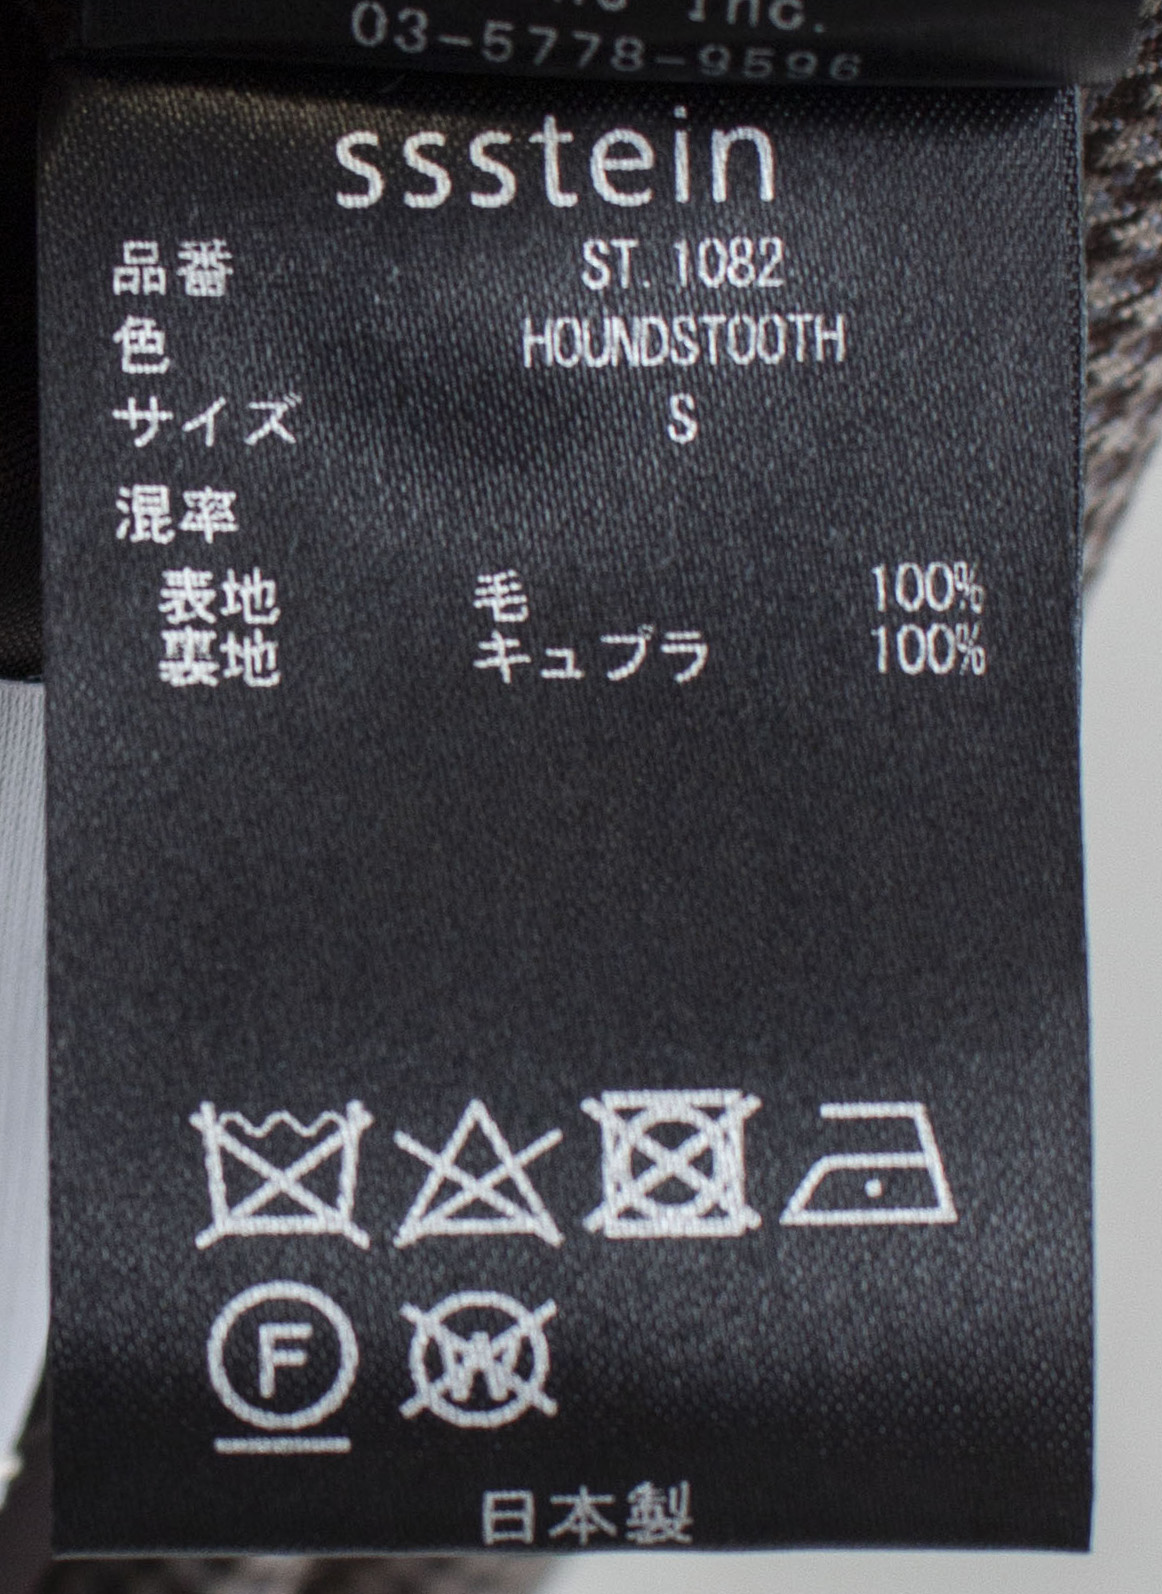 Inc.
03-5778-9596
ssstein
品番 ST. 1082
色 HOUNDSTOOTH
サイズ S
混率
表地 毛 100%
裏地 キュプラ 100%
F W
日本製